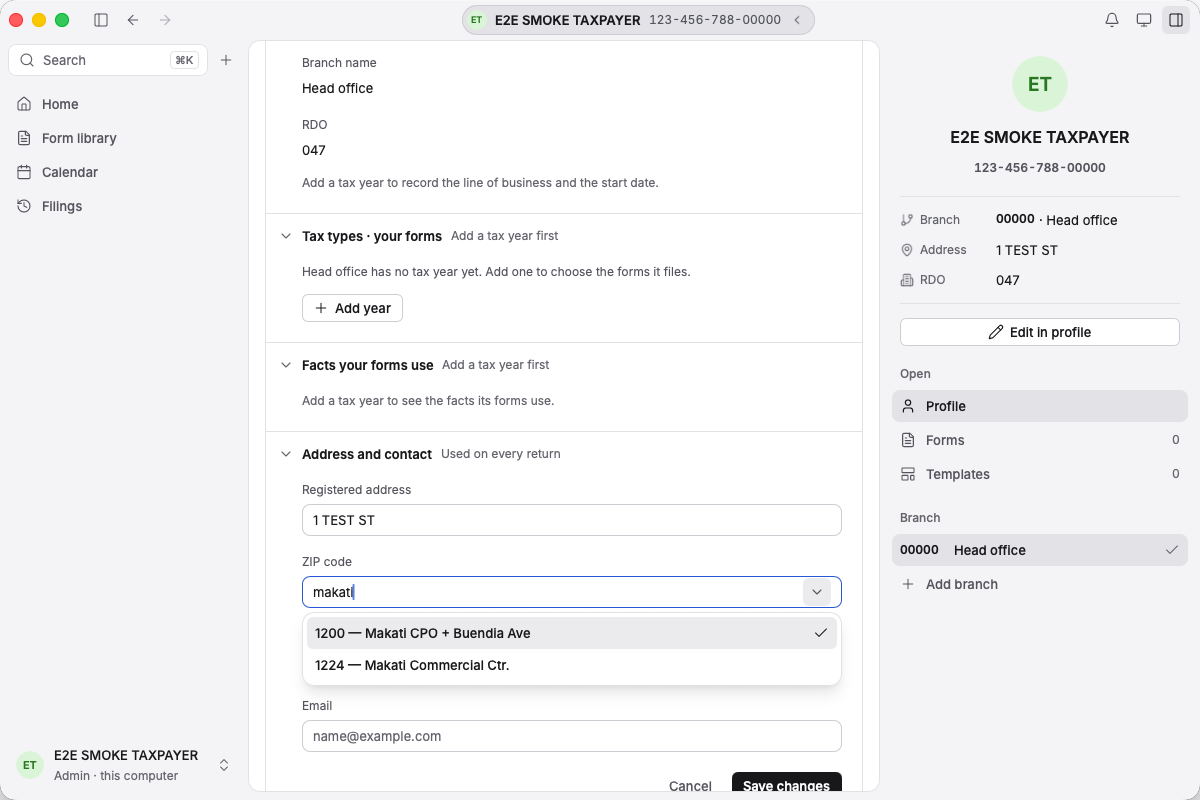 ET E2E SMOKE TAXPAYER 123-456-788-00000
Search ⌘K
Home
Form library
Calendar
Filings
ET
E2E SMOKE TAXPAYER
Admin · this computer
Branch name
Head office
RDO
047
Add a tax year to record the line of business and the start date.
Tax types · your forms Add a tax year first
Head office has no tax year yet. Add one to choose the forms it files.
Add year
Facts your forms use Add a tax year first
Add a tax year to see the facts its forms use.
Address and contact Used on every return
Registered address
1 TEST ST
ZIP code
makati
1200 — Makati CPO + Buendia Ave
1224 — Makati Commercial Ctr.
Email
name@example.com
Cancel Save changes
ET
E2E SMOKE TAXPAYER
123-456-788-00000
Branch 00000 · Head office
Address 1 TEST ST
RDO 047
Edit in profile
Open
Profile
Forms 0
Templates 0
Branch
00000 Head office
Add branch